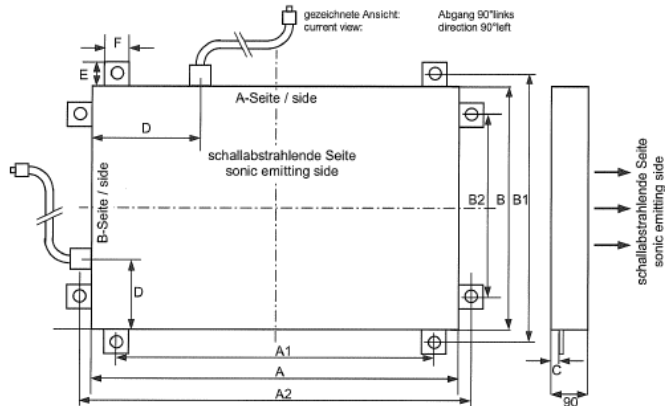 gezeichnete Ansicht:
current view:
Abgang 90°links
direction 90°left
F
E
A-Seite / side
D
schallabstrahlende Seite
sonic emitting side
B-Seite / side
B2
B
B1
schallabstrahlende Seite
sonic emitting side
D
A1
A
A2
C
90